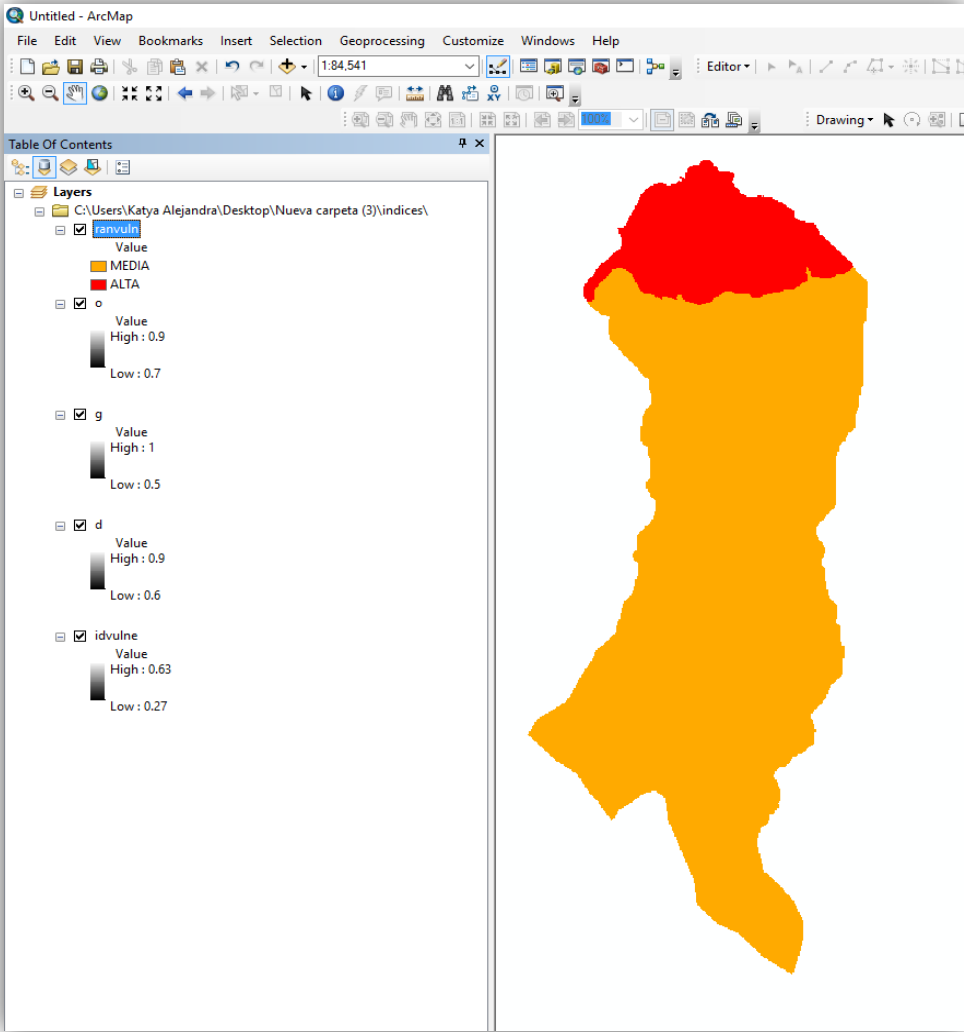 Untitled - ArcMap
File Edit View Bookmarks Insert Selection Geoprocessing Customize Windows Help
1:84,541
Editor
100%
Drawing
Table Of Contents
Layers
C:\Users\Katya Alejandra\Desktop\Nueva carpeta (3)\indices\
ranvuln
Value
MEDIA
ALTA
o
Value
High : 0.9
Low : 0.7
g
Value
High : 1
Low : 0.5
d
Value
High : 0.9
Low : 0.6
idvulne
Value
High : 0.63
Low : 0.27